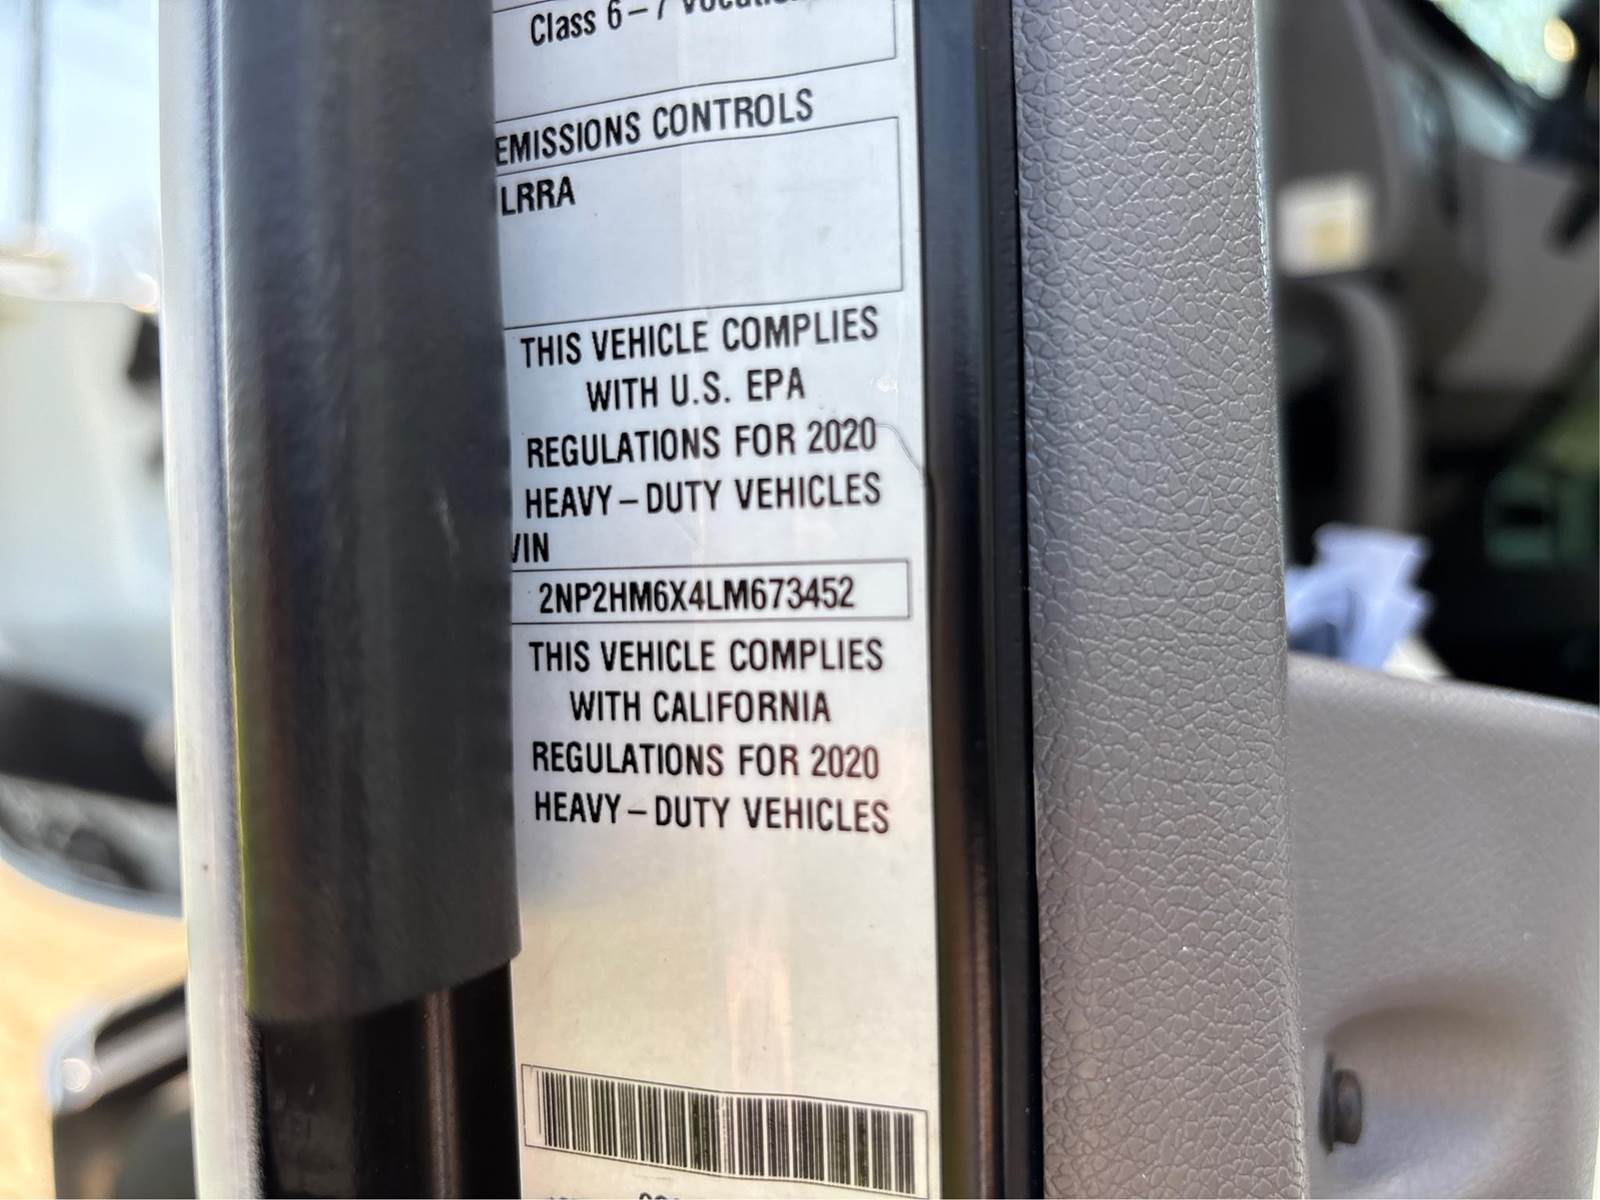 Class 6 – 7
EMISSIONS CONTROLS
LRRA
THIS VEHICLE COMPLIES
WITH U.S. EPA
REGULATIONS FOR 2020
HEAVY – DUTY VEHICLES
VIN
2NP2HM6X4LM673452
THIS VEHICLE COMPLIES
WITH CALIFORNIA
REGULATIONS FOR 2020
HEAVY – DUTY VEHICLES